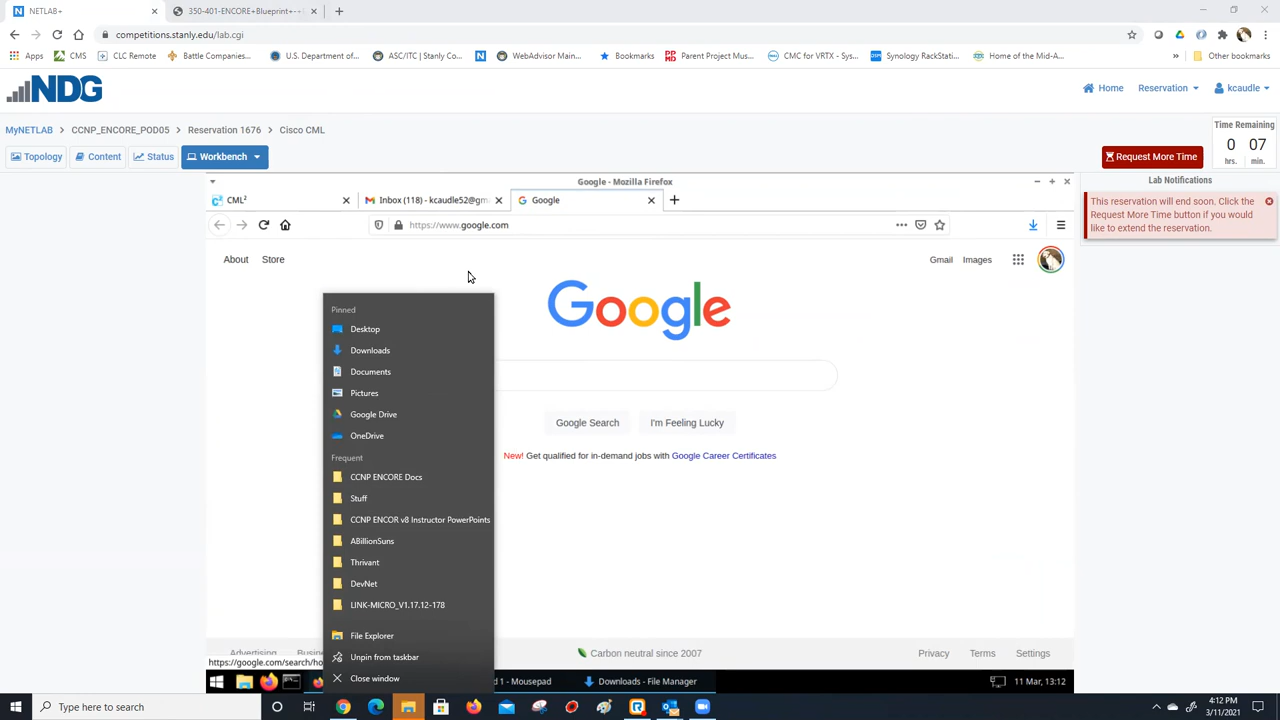 NETLAB+
350-401-ENCORE+Blueprint+--
competitions.stanly.edu/lab.cgi
Apps
CMS
CLC Remote
Battle Companies...
U.S. Department of...
ASC/ITC | Stanly Co...
WebAdvisor Main...
Bookmarks
Parent Project Mus...
CMC for VRTX - Sys...
Synology RackStati...
Home of the Mid-A...
»
Other bookmarks
NDG
Home
Reservation
kcaudle
MyNETLAB > CCNP_ENCORE_POD05 > Reservation 1676 > Cisco CML
Topology
Content
Status
Workbench
Request More Time
Time Remaining
0 07
hrs. min.
Lab Notifications
This reservation will end soon. Click the
Request More Time button if you would
like to extend the reservation.
Google - Mozilla Firefox
CML²
Inbox (118) - kcaudle52@gm
Google
https://www.google.com
About
Store
Gmail
Images
Google
Google Search
I'm Feeling Lucky
New! Get qualified for in-demand jobs with Google Career Certificates
Pinned
Desktop
Downloads
Documents
Pictures
Google Drive
OneDrive
Frequent
CCNP ENCORE Docs
Stuff
CCNP ENCOR v8 Instructor PowerPoints
ABillionSuns
Thrivant
DevNet
LINK-MICRO_V1.17.12-178
File Explorer
Unpin from taskbar
Close window
Advertising
Busin
Carbon neutral since 2007
Privacy
Terms
Settings
https://google.com/search/ho
d 1 - Mousepad
Downloads - File Manager
11 Mar, 13:12
Type here to search
4:12 PM
3/11/2021